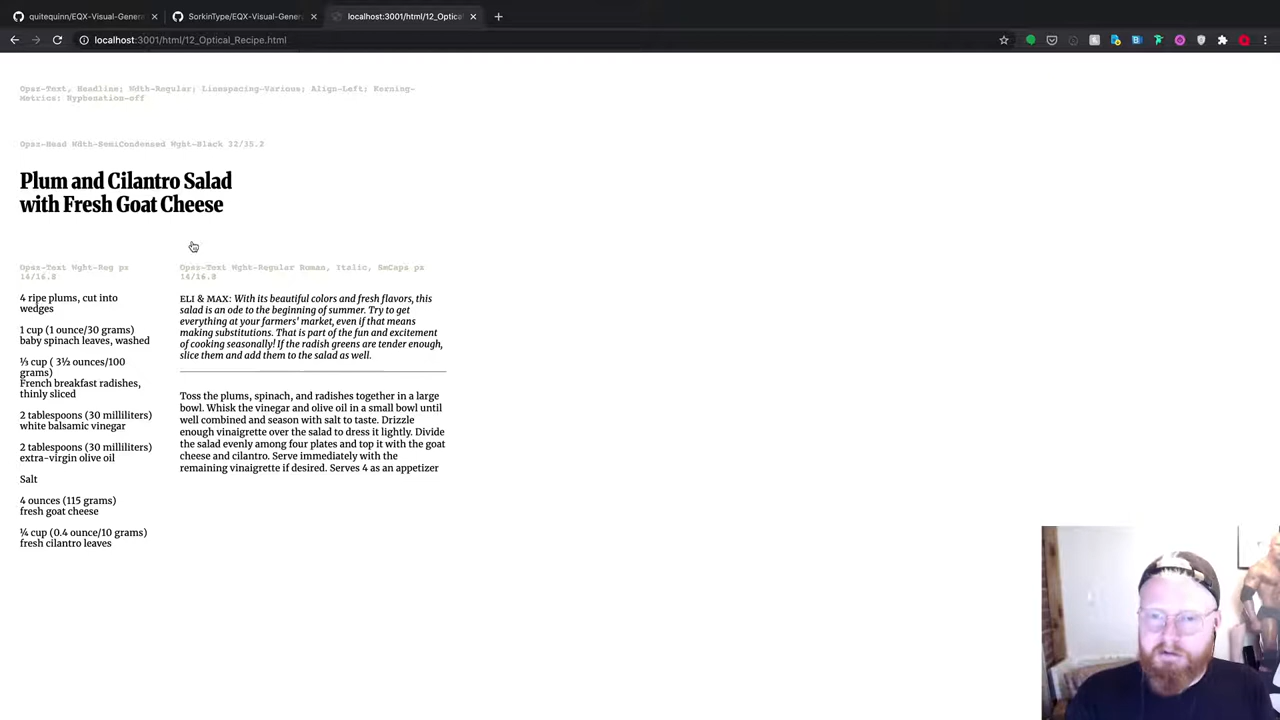 quitequinn/EQX-Visual-Gener
SorkinType/EQX-Visual-Gener
localhost:3001/html/12_Optical
localhost:3001/html/12_Optical_Recipe.html
Opsz-Text, Headline; Wdth-Regular; Linespacing-Various; Align-Left; Kerning-
Metrics; Hyphenation-off
Opsz-Head Wdth-SemiCondensed Wght-Black 32/35.2
Plum and Cilantro Salad
with Fresh Goat Cheese
Opsz-Text Wght-Reg px
14/16.8
4 ripe plums, cut into
wedges
1 cup (1 ounce/30 grams)
baby spinach leaves, washed
⅓ cup ( 3½ ounces/100
grams)
French breakfast radishes,
thinly sliced
2 tablespoons (30 milliliters)
white balsamic vinegar
2 tablespoons (30 milliliters)
extra-virgin olive oil
Salt
4 ounces (115 grams)
fresh goat cheese
¼ cup (0.4 ounce/10 grams)
fresh cilantro leaves
Opsz-Text Wght-Regular Roman, Italic, SmCaps px
14/16.8
ELI & MAX: With its beautiful colors and fresh flavors, this
salad is an ode to the beginning of summer. Try to get
everything at your farmers' market, even if that means
making substitutions. That is part of the fun and excitement
of cooking seasonally! If the radish greens are tender enough,
slice them and add them to the salad as well.
Toss the plums, spinach, and radishes together in a large
bowl. Whisk the vinegar and olive oil in a small bowl until
well combined and season with salt to taste. Drizzle
enough vinaigrette over the salad to dress it lightly. Divide
the salad evenly among four plates and top it with the goat
cheese and cilantro. Serve immediately with the
remaining vinaigrette if desired. Serves 4 as an appetizer